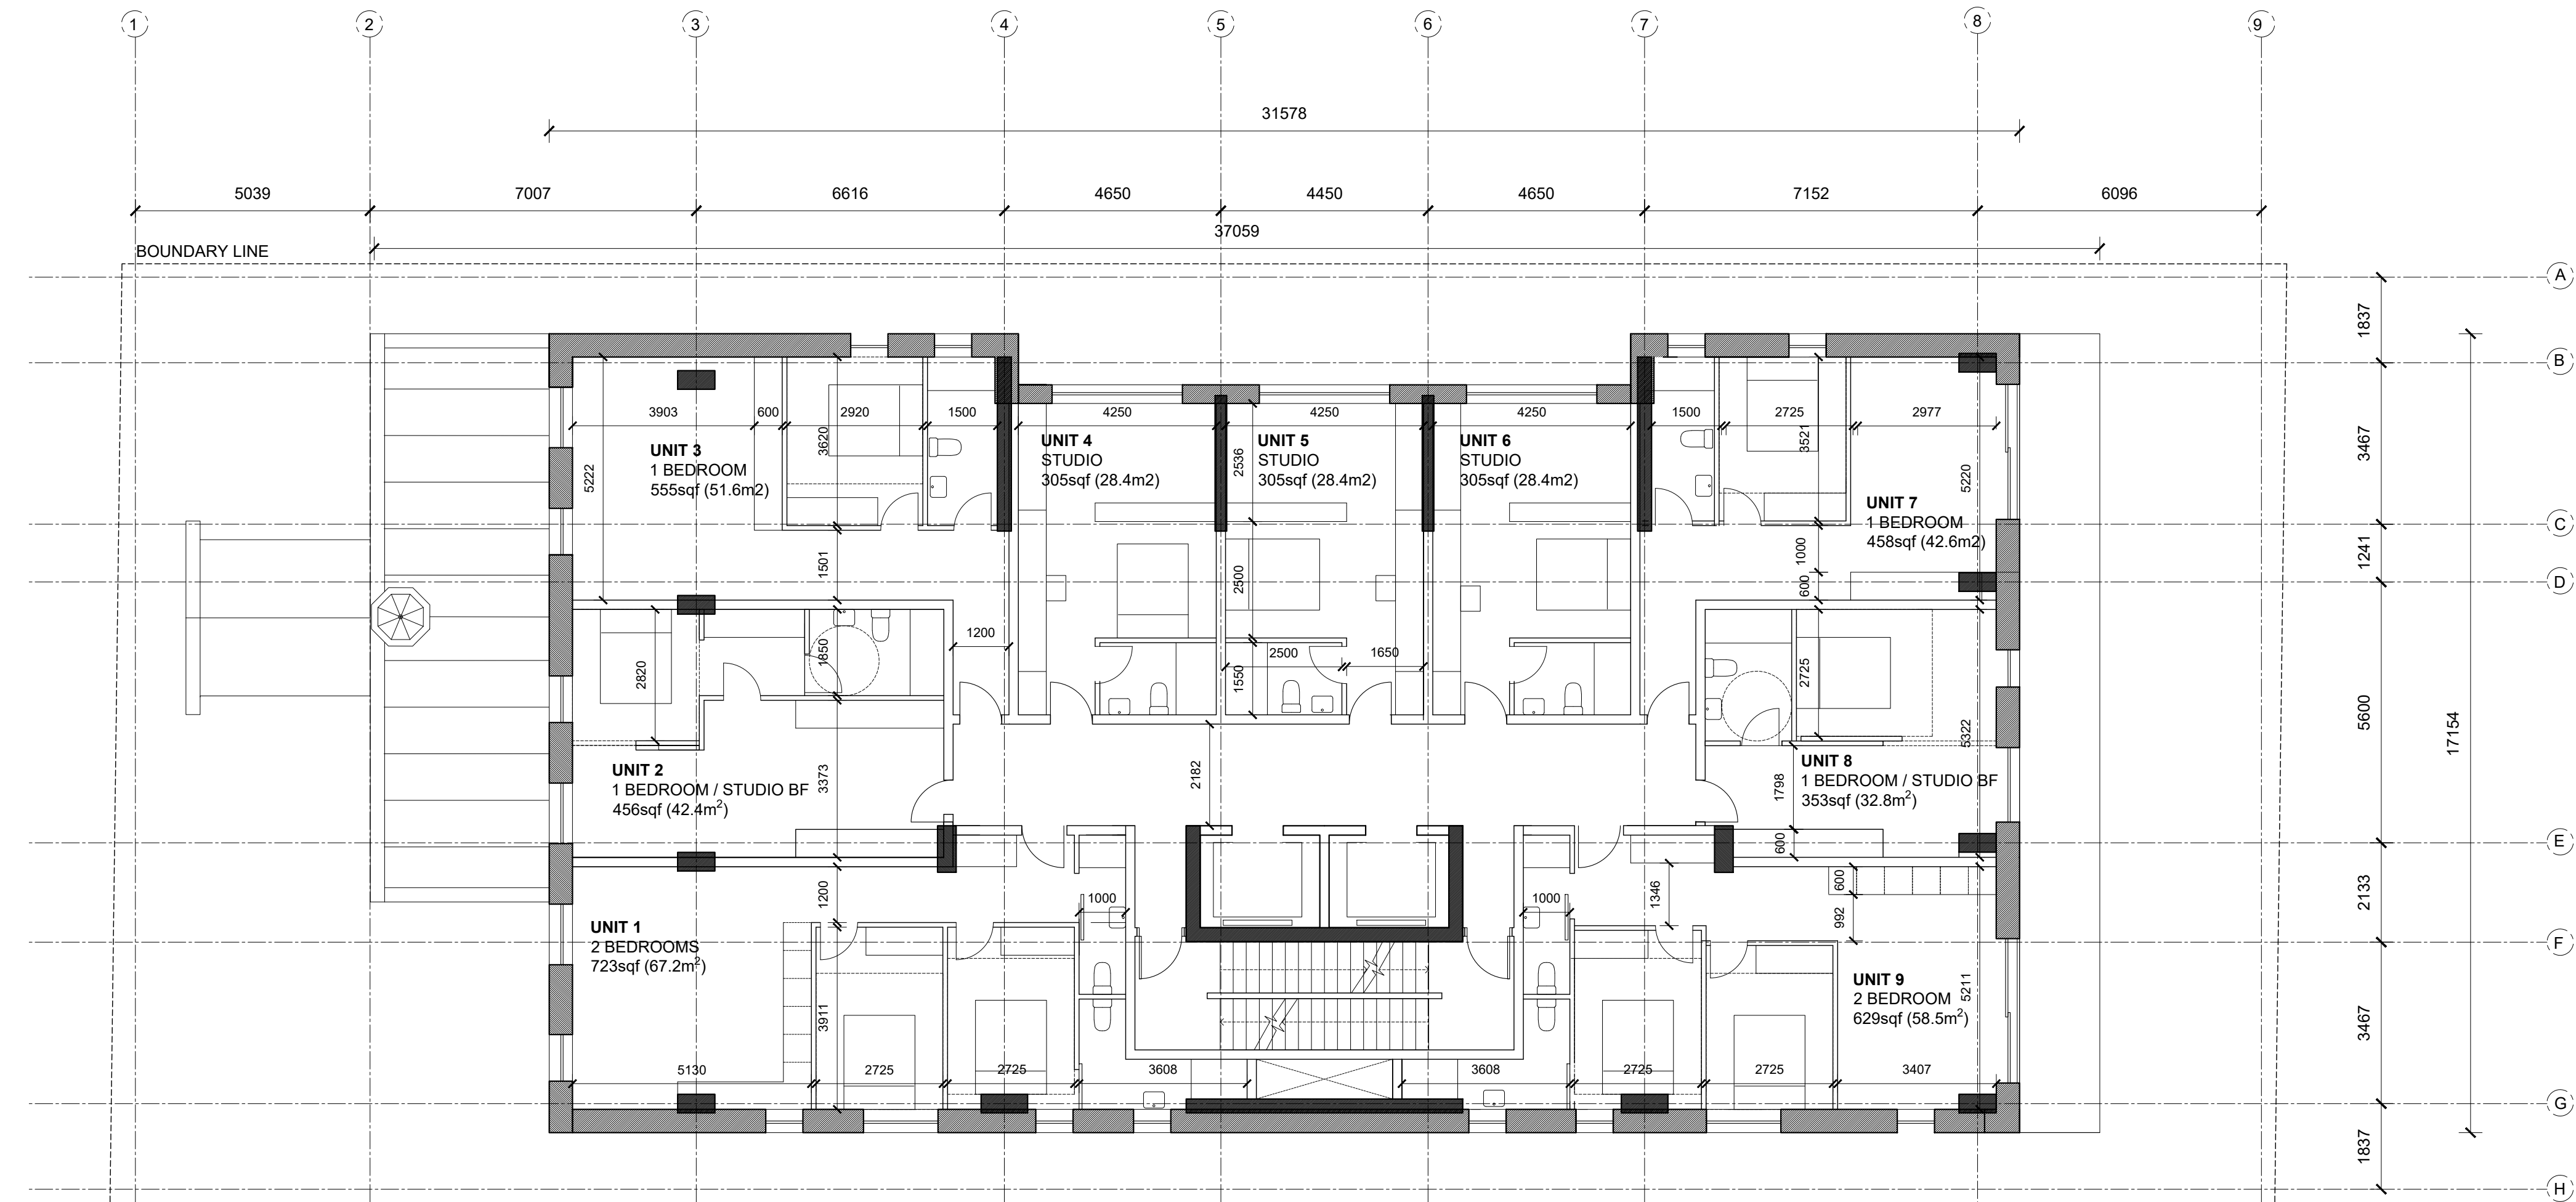 1 2 3 4 5 6 7 8 9
31578
5039 7007 6616 4650 4450 4650 7152 6096
37059
BOUNDARY LINE
A
1837
B
3903 600 2920 1500 4250 4250 4250 1500 2725 2977
3620
3521
UNIT 3
1 BEDROOM
555sqf (51.6m2)
UNIT 4
STUDIO
305sqf (28.4m2)
UNIT 5
STUDIO
305sqf (28.4m2)
UNIT 6
STUDIO
305sqf (28.4m2)
UNIT 7
1 BEDROOM
458sqf (42.6m2)
5222
2536
5220
3467
C
1501
2500
1000
600
1241
D
1200
2500 1650
1850
2820
1550
2725
5600
17154
UNIT 2
1 BEDROOM / STUDIO BF
456sqf (42.4m2)
3373
2182
UNIT 8
1 BEDROOM / STUDIO BF
353sqf (32.8m2)
5322
1798
600
E
1200
1000
1000
1346
600
992
2133
UNIT 1
2 BEDROOMS
723sqf (67.2m2)
F
UNIT 9
2 BEDROOM
629sqf (58.5m2)
3911
5211
3467
5130 2725 2725 3608 3608 2725 2725 3407
G
1837
H